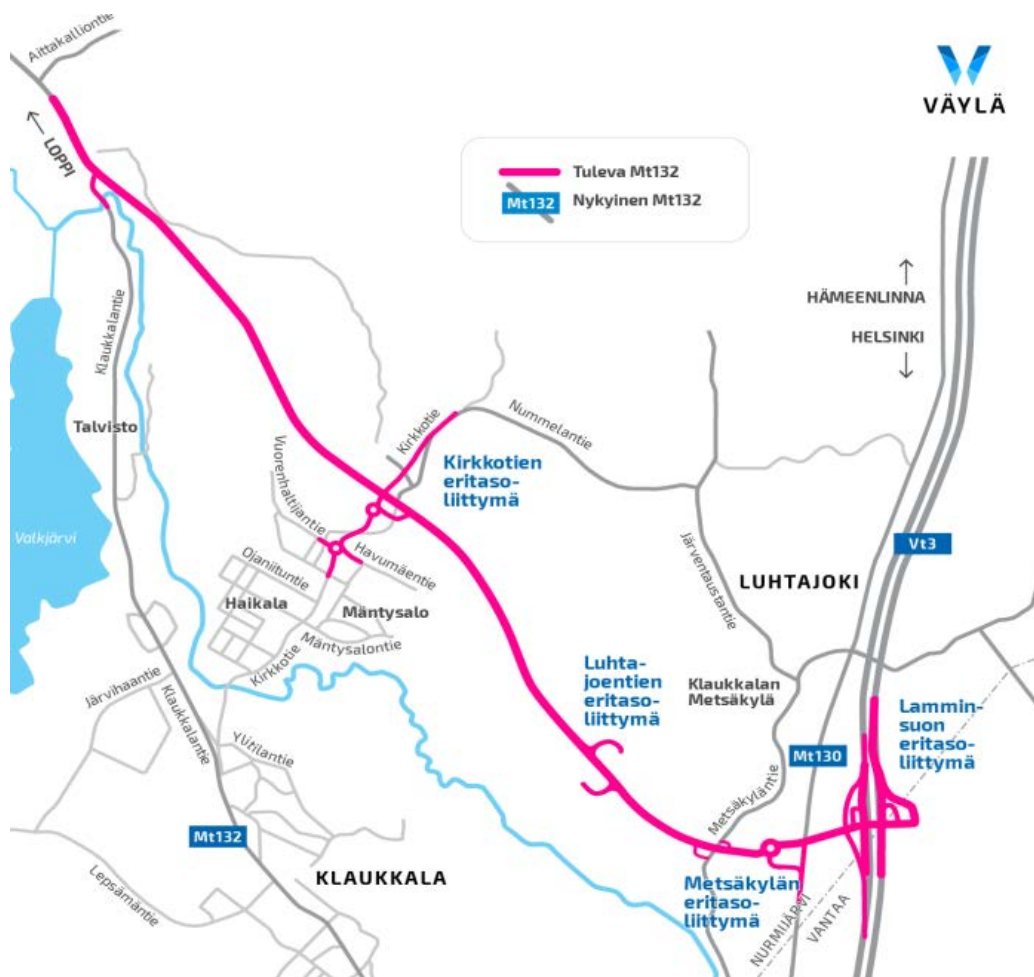 Aittakalliontie
VÄYLÄ
LOPPI
Tuleva Mt132
Mt132
Nykyinen Mt132
HÄMEENLINNA
HELSINKI
Klaukkalantie
Talvisto
Valkjärvi
Kirkkotie
Nummelantie
Kirkkotien
eritaso-
liittymä
Vuorenhaltijantie
Havumäentie
Ojaniituntie
Haikala
Mäntysalo
Mäntysalontie
Kirkkotie
Järventaustantie
Vt3
LUHTAJOKI
Luhta-
joentien
eritaso-
liittymä
Klaukkalan
Metsäkylä
Lammin-
suon
eritaso-
liittymä
Järvihaantie
Klaukkalantie
Ylitilantie
Mt130
Metsäkyläntie
Mt132
Lepsämäntie
KLAUKKALA
Metsäkylän
eritaso-
liittymä
NURMIJÄRVI
VANTAA